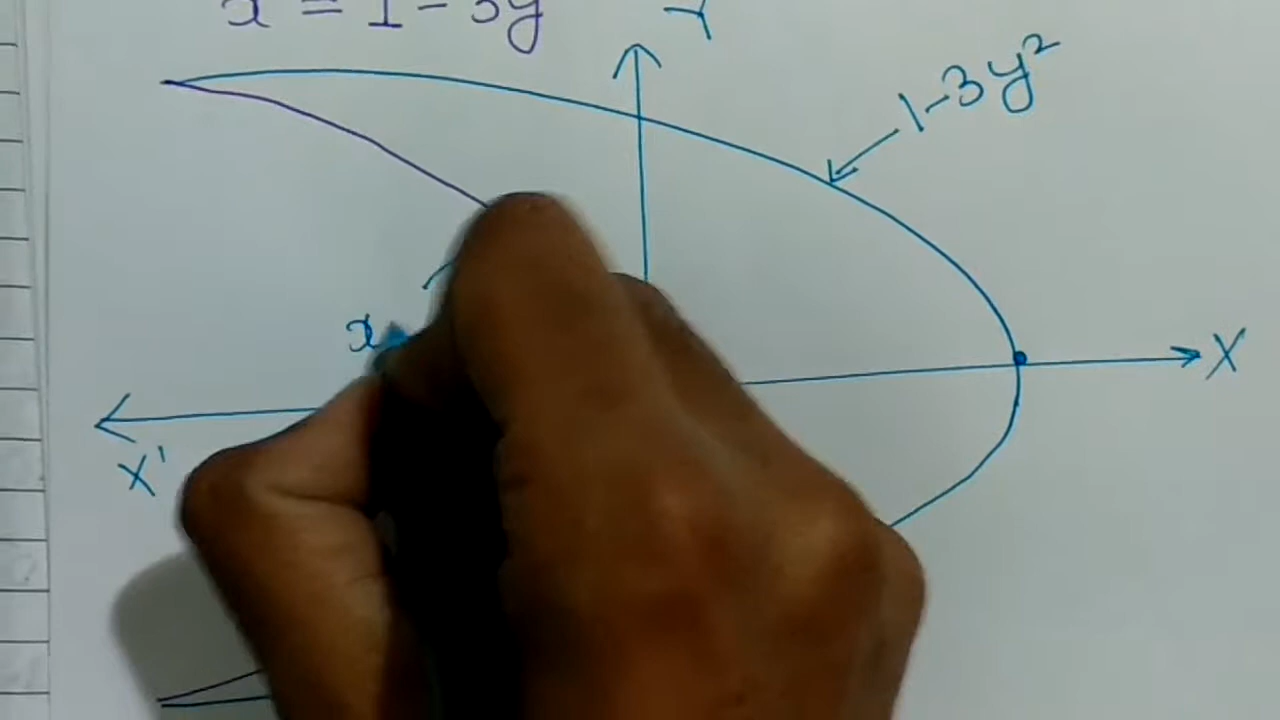 x = 1 - 3y
Y
1-3y²
x
X
X'